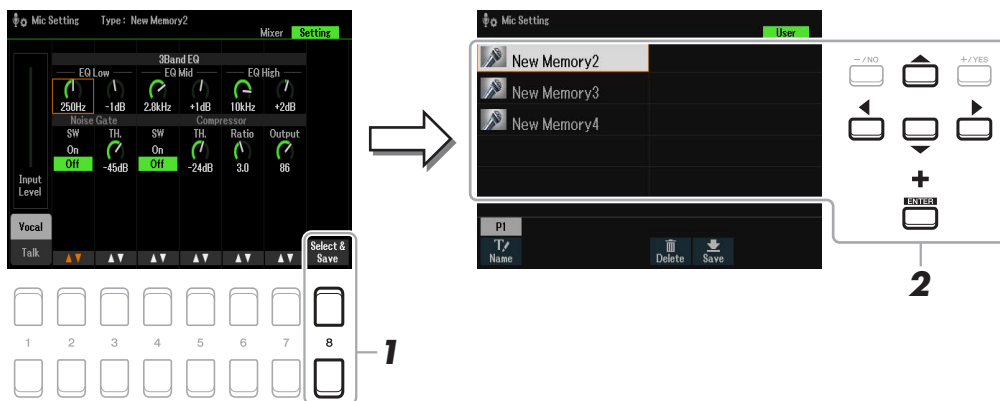 Mic Setting Type : New Memory2
Mixer Setting
3Band EQ
EQ Low EQ Mid EQ High
250Hz -1dB 2.8kHz +1dB 10kHz +2dB
Noise Gate Compressor
SW TH. SW TH. Ratio Output
On On
Off -45dB Off -24dB 3.0 86
Input
Level
Vocal
Talk
Select &
Save
1 2 3 4 5 6 7 8
1
Mic Setting
User
New Memory2
New Memory3
New Memory4
P1
Name Delete Save
−/NO +/YES
+
ENTER
2